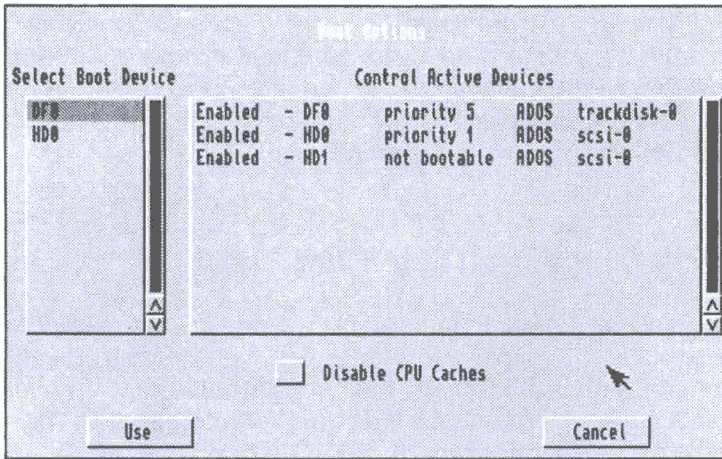 Boot Options
Select Boot Device
DF0
HD0
Control Active Devices
Enabled - DF0 priority 5 ADOS trackdisk-0
Enabled - HD0 priority 1 ADOS scsi-0
Enabled - HD1 not bootable ADOS scsi-0
Disable CPU Caches
Use
Cancel